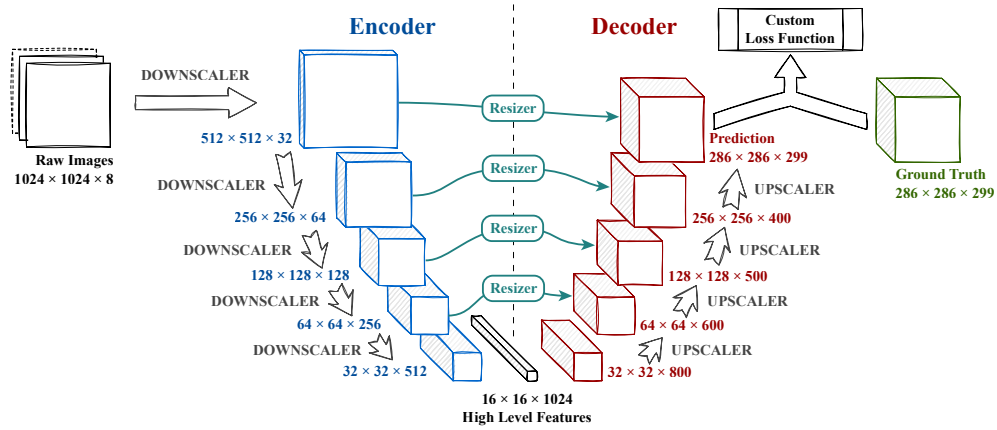 Encoder
Decoder
Custom
Loss Function
DOWNSCALER
Resizer
512 × 512 × 32
Raw Images
1024 × 1024 × 8
Prediction
286 × 286 × 299
Ground Truth
286 × 286 × 299
DOWNSCALER
Resizer
UPSCALER
256 × 256 × 64
256 × 256 × 400
DOWNSCALER
Resizer
UPSCALER
128 × 128 × 128
128 × 128 × 500
DOWNSCALER
Resizer
UPSCALER
64 × 64 × 256
64 × 64 × 600
DOWNSCALER
UPSCALER
32 × 32 × 512
32 × 32 × 800
16 × 16 × 1024
High Level Features